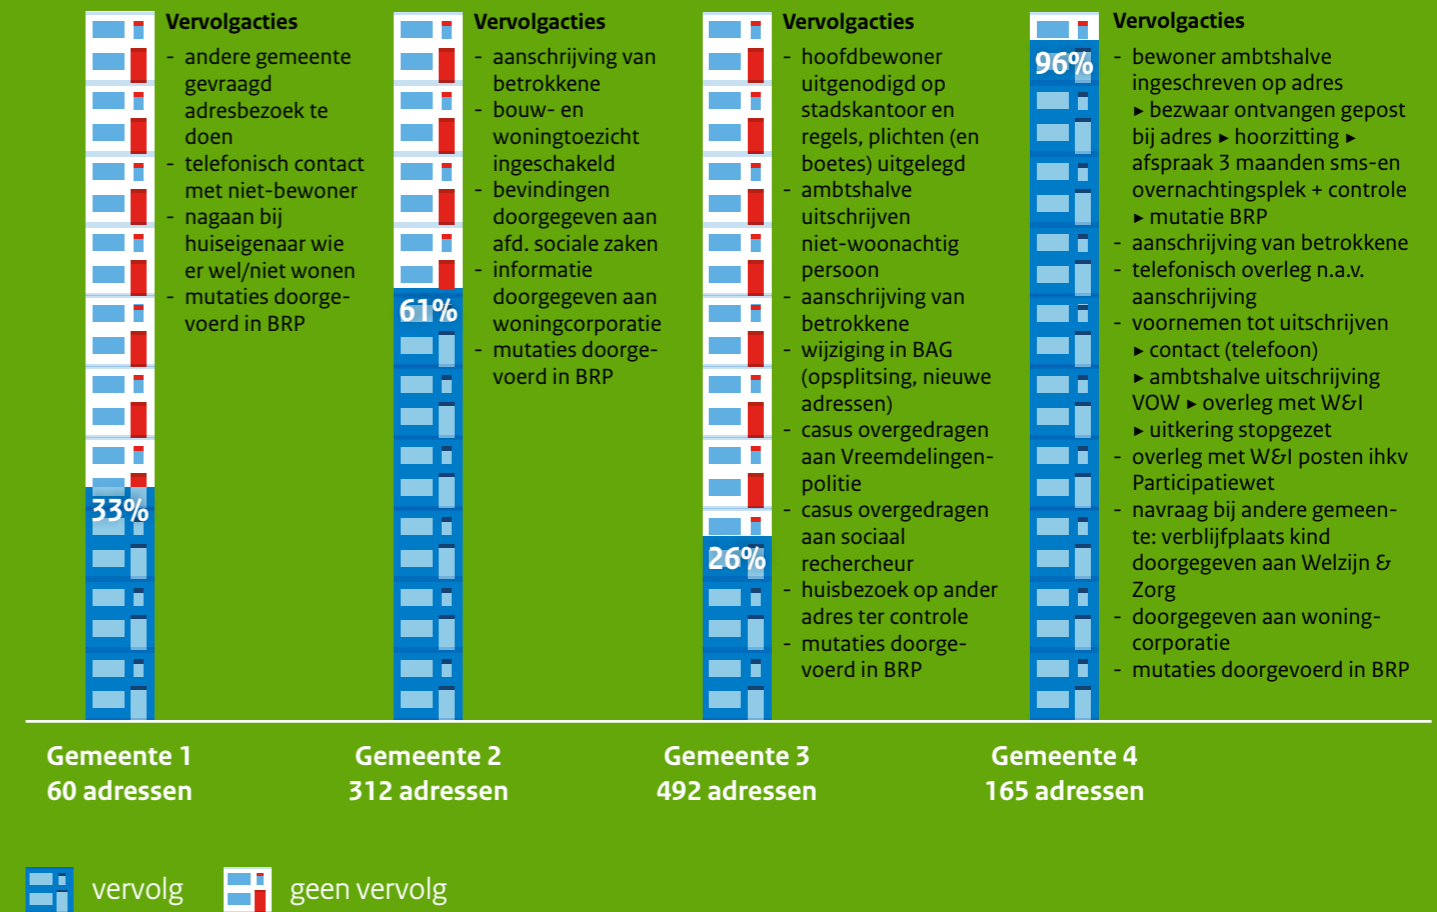 Vervolgacties
- andere gemeente
gevraagd
adresbezoek te
doen
- telefonisch contact
met niet-bewoner
- nagaan bij
huiseigenaar wie
er wel/niet wonen
- mutaties doorge-
voerd in BRP
33%
Gemeente 1
60 adressen
Vervolgacties
- aanschrijving van
betrokkene
- bouw- en
woningtoezicht
ingeschakeld
- bevindingen
doorgegeven aan
afd. sociale zaken
- informatie
doorgegeven aan
woningcorporatie
- mutaties doorge-
voerd in BRP
61%
Gemeente 2
312 adressen
Vervolgacties
- hoofdbewoner
uitgenodigd op
stadskantoor en
regels, plichten (en
boetes) uitgelegd
- ambtshalve
uitschrijven
niet-woonachtig
persoon
- aanschrijving van
betrokkene
- wijziging in BAG
(opsplitsing, nieuwe
adressen)
- casus overgedragen
aan Vreemdelingen-
politie
- casus overgedragen
aan sociaal
rechercheur
- huisbezoek op ander
adres ter controle
- mutaties doorge-
voerd in BRP
26%
Gemeente 3
492 adressen
Vervolgacties
- bewoner ambtshalve
ingeschreven op adres
▸ bezwaar ontvangen gepost
bij adres ▸ hoorzitting ▸
afspraak 3 maanden sms-en
overnachtingsplek + controle
▸ mutatie BRP
- aanschrijving van betrokkene
- telefonisch overleg n.a.v.
aanschrijving
- voornemen tot uitschrijven
▸ contact (telefoon)
▸ ambtshalve uitschrijving
VOW ▸ overleg met W&I
▸ uitkering stopgezet
- overleg met W&I posten ihkv
Participatiewet
- navraag bij andere gemeen-
te: verblijfplaats kind
doorgegeven aan Welzijn &
Zorg
- doorgegeven aan woning-
corporatie
- mutaties doorgevoerd in BRP
96%
Gemeente 4
165 adressen
vervolg
geen vervolg